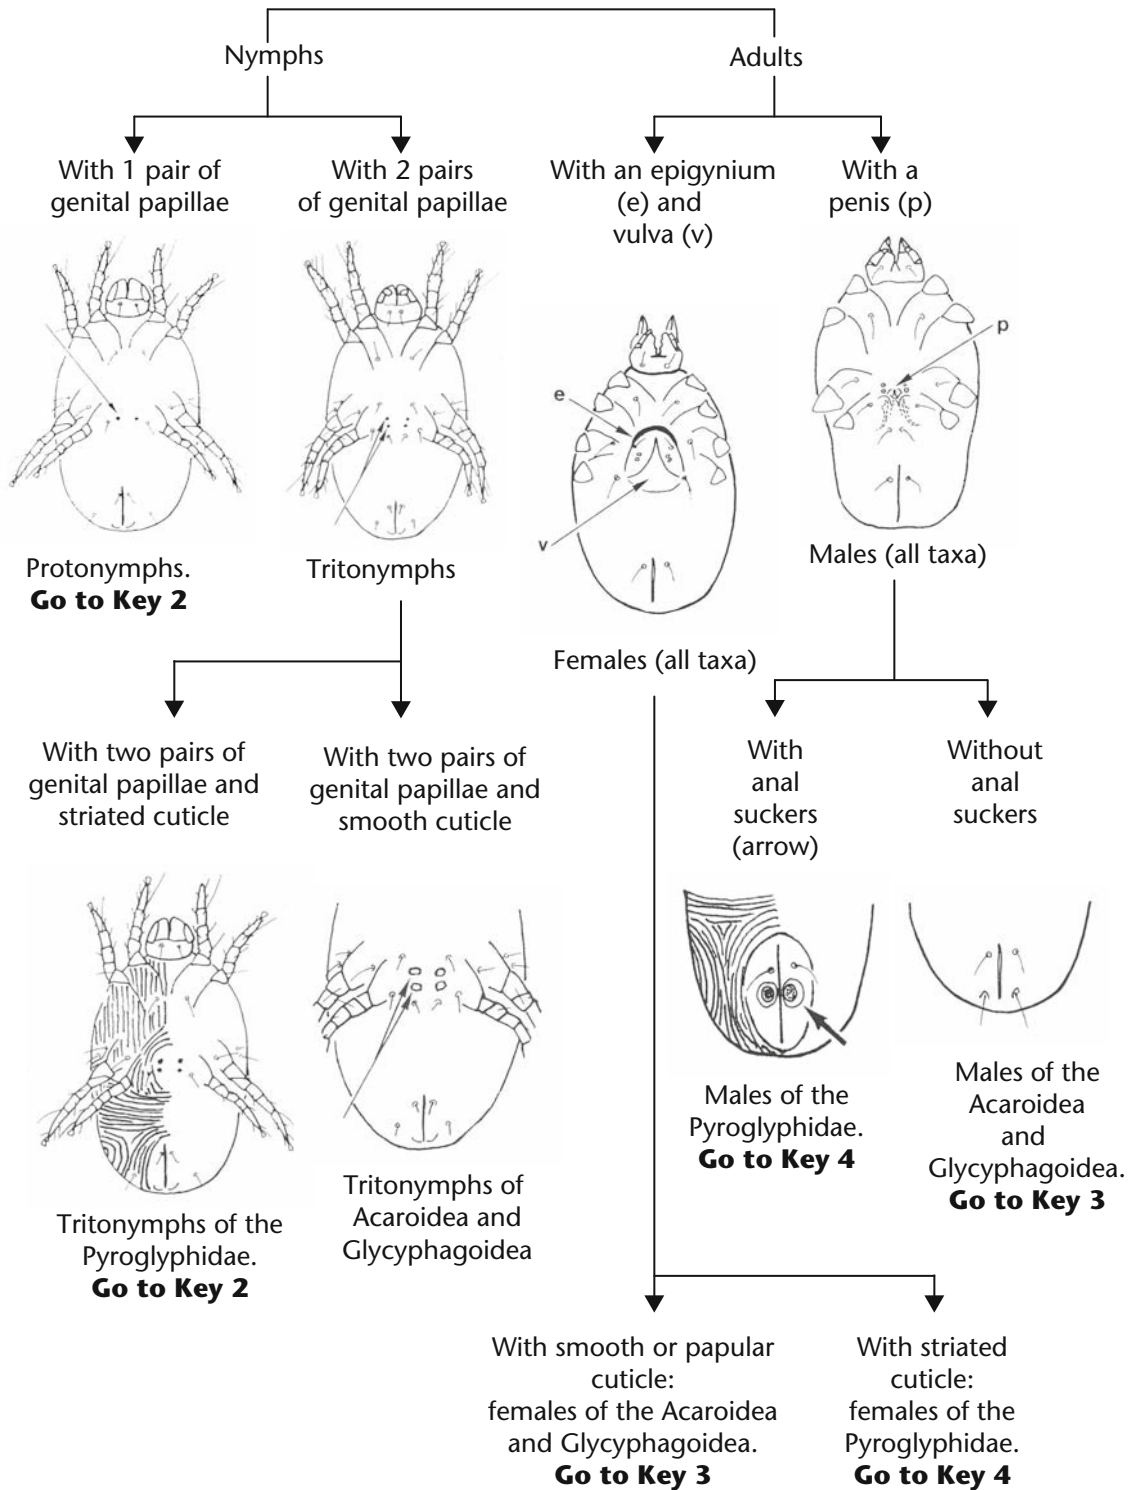 Nymphs
Adults
With 1 pair of
genital papillae
With 2 pairs
of genital papillae
With an epigynium
(e) and
vulva (v)
With a
penis (p)
p
e
v
Protonymphs.
Go to Key 2
Tritonymphs
Females (all taxa)
Males (all taxa)
With two pairs of
genital papillae and
striated cuticle
With two pairs of
genital papillae and
smooth cuticle
With
anal
suckers
(arrow)
Without
anal
suckers
Tritonymphs of the
Pyroglyphidae.
Go to Key 2
Tritonymphs of
Acaroidea and
Glycyphagoidea
Males of the
Pyroglyphidae.
Go to Key 4
Males of the
Acaroidea
and
Glycyphagoidea.
Go to Key 3
With smooth or papular
cuticle:
females of the Acaroidea
and Glycyphagoidea.
Go to Key 3
With striated
cuticle:
females of the
Pyroglyphidae.
Go to Key 4